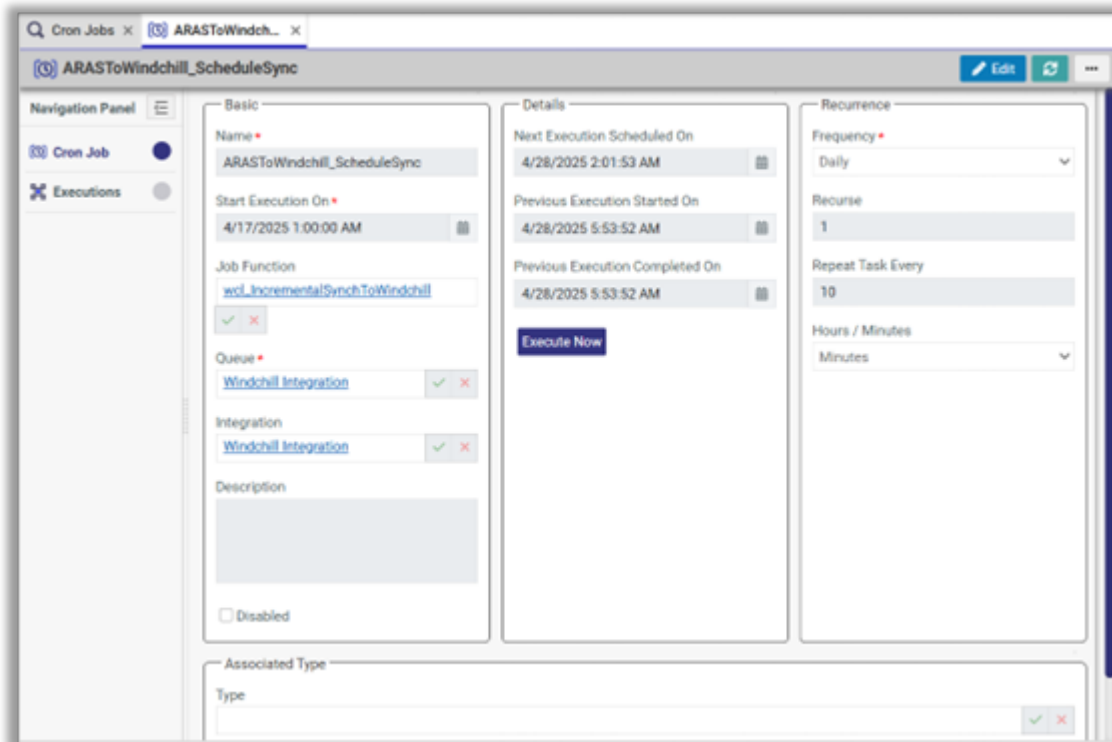 Cron Jobs × ARASToWindch... ×
ARASToWindchill_ScheduleSync
Edit
Navigation Panel
Cron Job
Executions
Basic
Name•
ARASToWindchill_ScheduleSync
Start Execution On•
4/17/2025 1:00:00 AM
Job Function
wcl_IncrementalSynchToWindchill
Queue•
Windchill Integration
Integration
Windchill Integration
Description
Disabled
Details
Next Execution Scheduled On
4/28/2025 2:01:53 AM
Previous Execution Started On
4/28/2025 5:53:52 AM
Previous Execution Completed On
4/28/2025 5:53:52 AM
Execute Now
Recurrence
Frequency•
Daily
Recurse
1
Repeat Task Every
10
Hours / Minutes
Minutes
Associated Type
Type